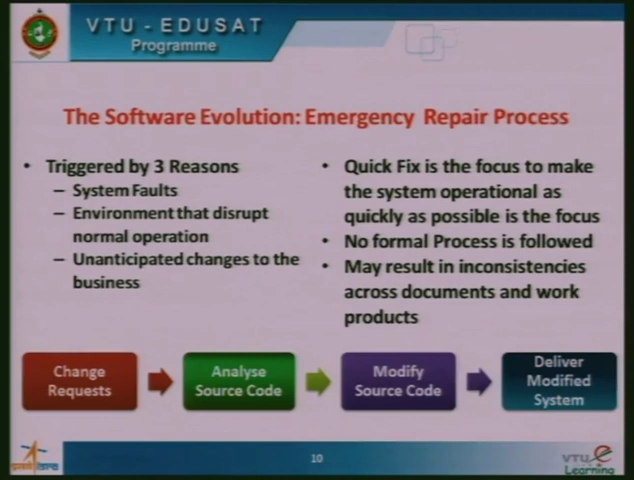 VTU - EDUSAT
Programme
The Software Evolution: Emergency Repair Process
• Triggered by 3 Reasons
– System Faults
– Environment that disrupt
normal operation
– Unanticipated changes to the
business
• Quick Fix is the focus to make
the system operational as
quickly as possible is the focus
• No formal Process is followed
• May result in inconsistencies
across documents and work
products
Change
Requests
Analyse
Source Code
Modify
Source Code
Deliver
Modified
System
10
VTU e
Learning